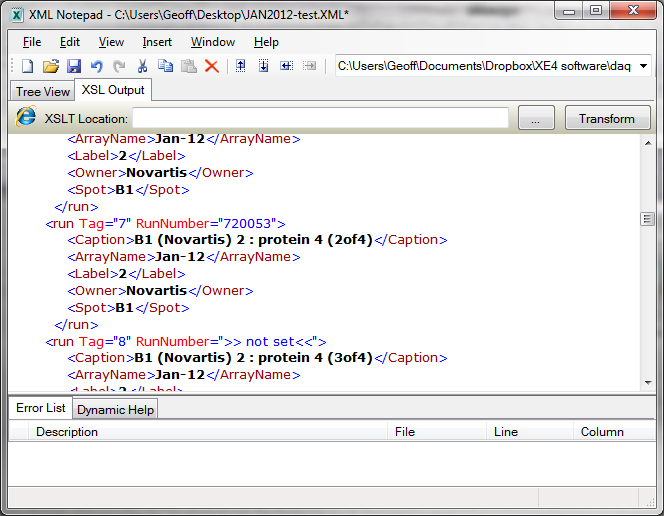 XML Notepad - C:\Users\Geoff\Desktop\JAN2012-test.XML*
File Edit View Insert Window Help
C:\Users\Geoff\Documents\Dropbox\XE4 software\daq
Tree View XSL Output
XSLT Location: ... Transform
<ArrayName>Jan-12</ArrayName>
<Label>2</Label>
<Owner>Novartis</Owner>
<Spot>B1</Spot>
</run>
<run Tag="7" RunNumber="720053">
<Caption>B1 (Novartis) 2 : protein 4 (2of4)</Caption>
<ArrayName>Jan-12</ArrayName>
<Label>2</Label>
<Owner>Novartis</Owner>
<Spot>B1</Spot>
</run>
<run Tag="8" RunNumber=">> not set<<">
<Caption>B1 (Novartis) 2 : protein 4 (3of4)</Caption>
<ArrayName>Jan-12</ArrayName>
<Label>2</Label>
Error List Dynamic Help
Description File Line Column